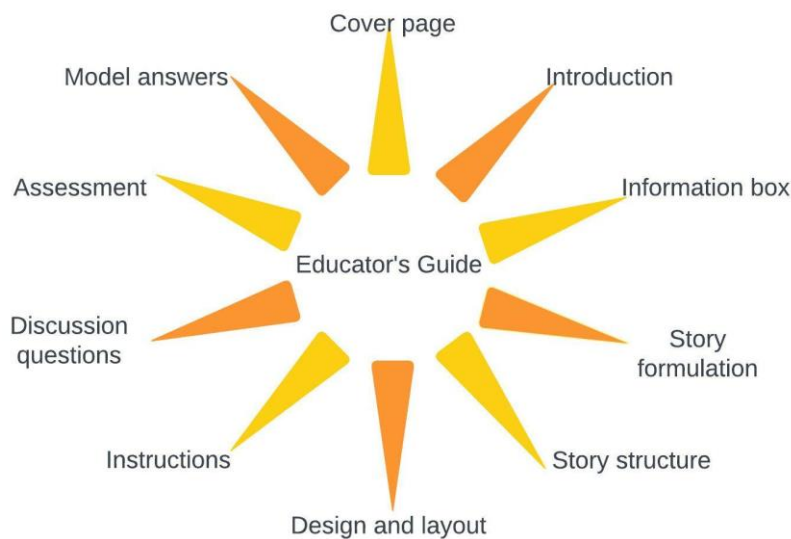 Cover page
Model answers
Introduction
Assessment
Information box
Educator's Guide
Discussion
questions
Story
formulation
Instructions
Story structure
Design and layout